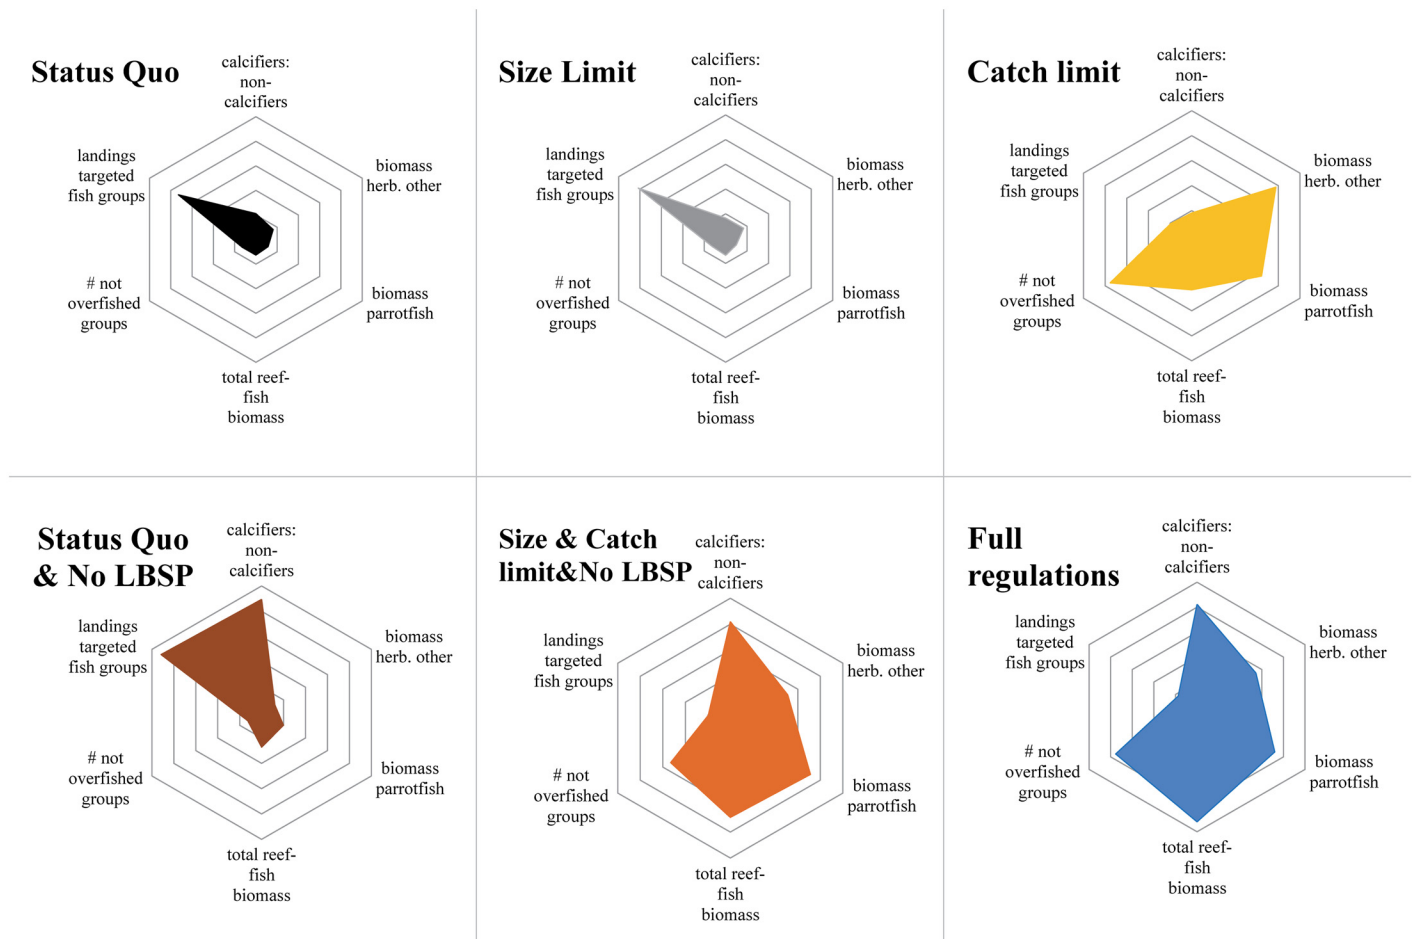 Status Quo
calcifiers:
non-
calcifiers
landings
targeted
fish groups
biomass
herb. other
# not
overfished
groups
biomass
parrotfish
total reef-
fish
biomass
Size Limit
calcifiers:
non-
calcifiers
landings
targeted
fish groups
biomass
herb. other
# not
overfished
groups
biomass
parrotfish
total reef-
fish
biomass
Catch limit
calcifiers:
non-
calcifiers
landings
targeted
fish groups
biomass
herb. other
# not
overfished
groups
biomass
parrotfish
total reef-
fish
biomass
Status Quo
& No LBSP
calcifiers:
non-
calcifiers
landings
targeted
fish groups
biomass
herb. other
# not
overfished
groups
biomass
parrotfish
total reef-
fish
biomass
Size & Catch
limit&No LBSP
calcifiers:
non-
calcifiers
landings
targeted
fish groups
biomass
herb. other
# not
overfished
groups
biomass
parrotfish
total reef-
fish
biomass
Full
regulations
calcifiers:
non-
calcifiers
landings
targeted
fish groups
biomass
herb. other
# not
overfished
groups
biomass
parrotfish
total reef-
fish
biomass